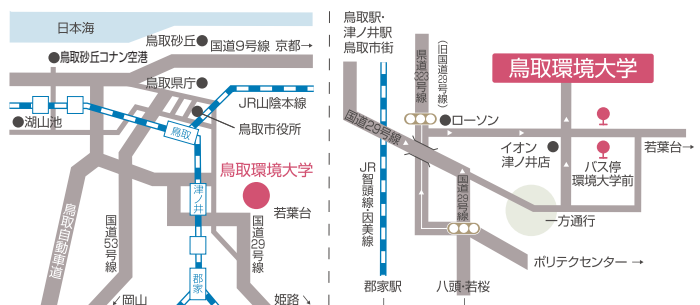 日本海
鳥取砂丘
国道9号線 京都→
鳥取砂丘コナン空港
鳥取県庁
JR山陰本線
湖山池
鳥取
鳥取市役所
鳥取環境大学
津ノ井
若葉台
鳥取自動車道
国道53号線
国道29号線
郡家
↙岡山
姫路↘
鳥取駅・
津ノ井駅
鳥取市街
県道323号線
(旧国道29号線)
鳥取環境大学
ローソン
国道29号線
イオン
津ノ井店
バス停
環境大学前
若葉台→
JR智頭線・因美線
国道29号線
一方通行
ポリテクセンター →
郡家駅
八頭・若桜